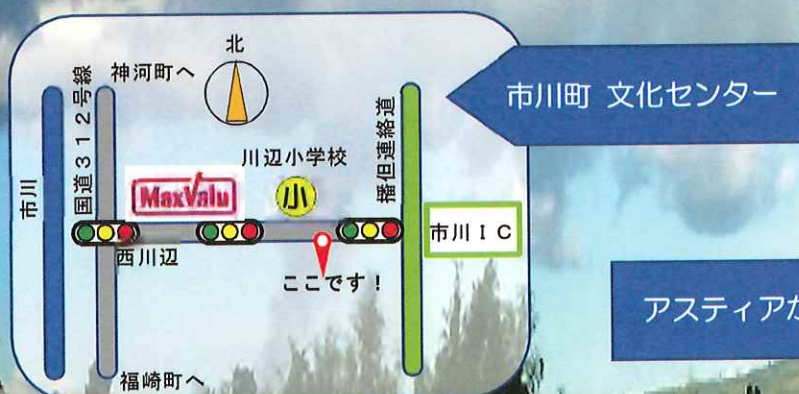 北
神河町へ
国道312号線
市川
MaxValu
川辺小学校
小
播但連絡道
市川IC
西川辺
ここです！
福崎町へ
市川町 文化センター
アスティアか